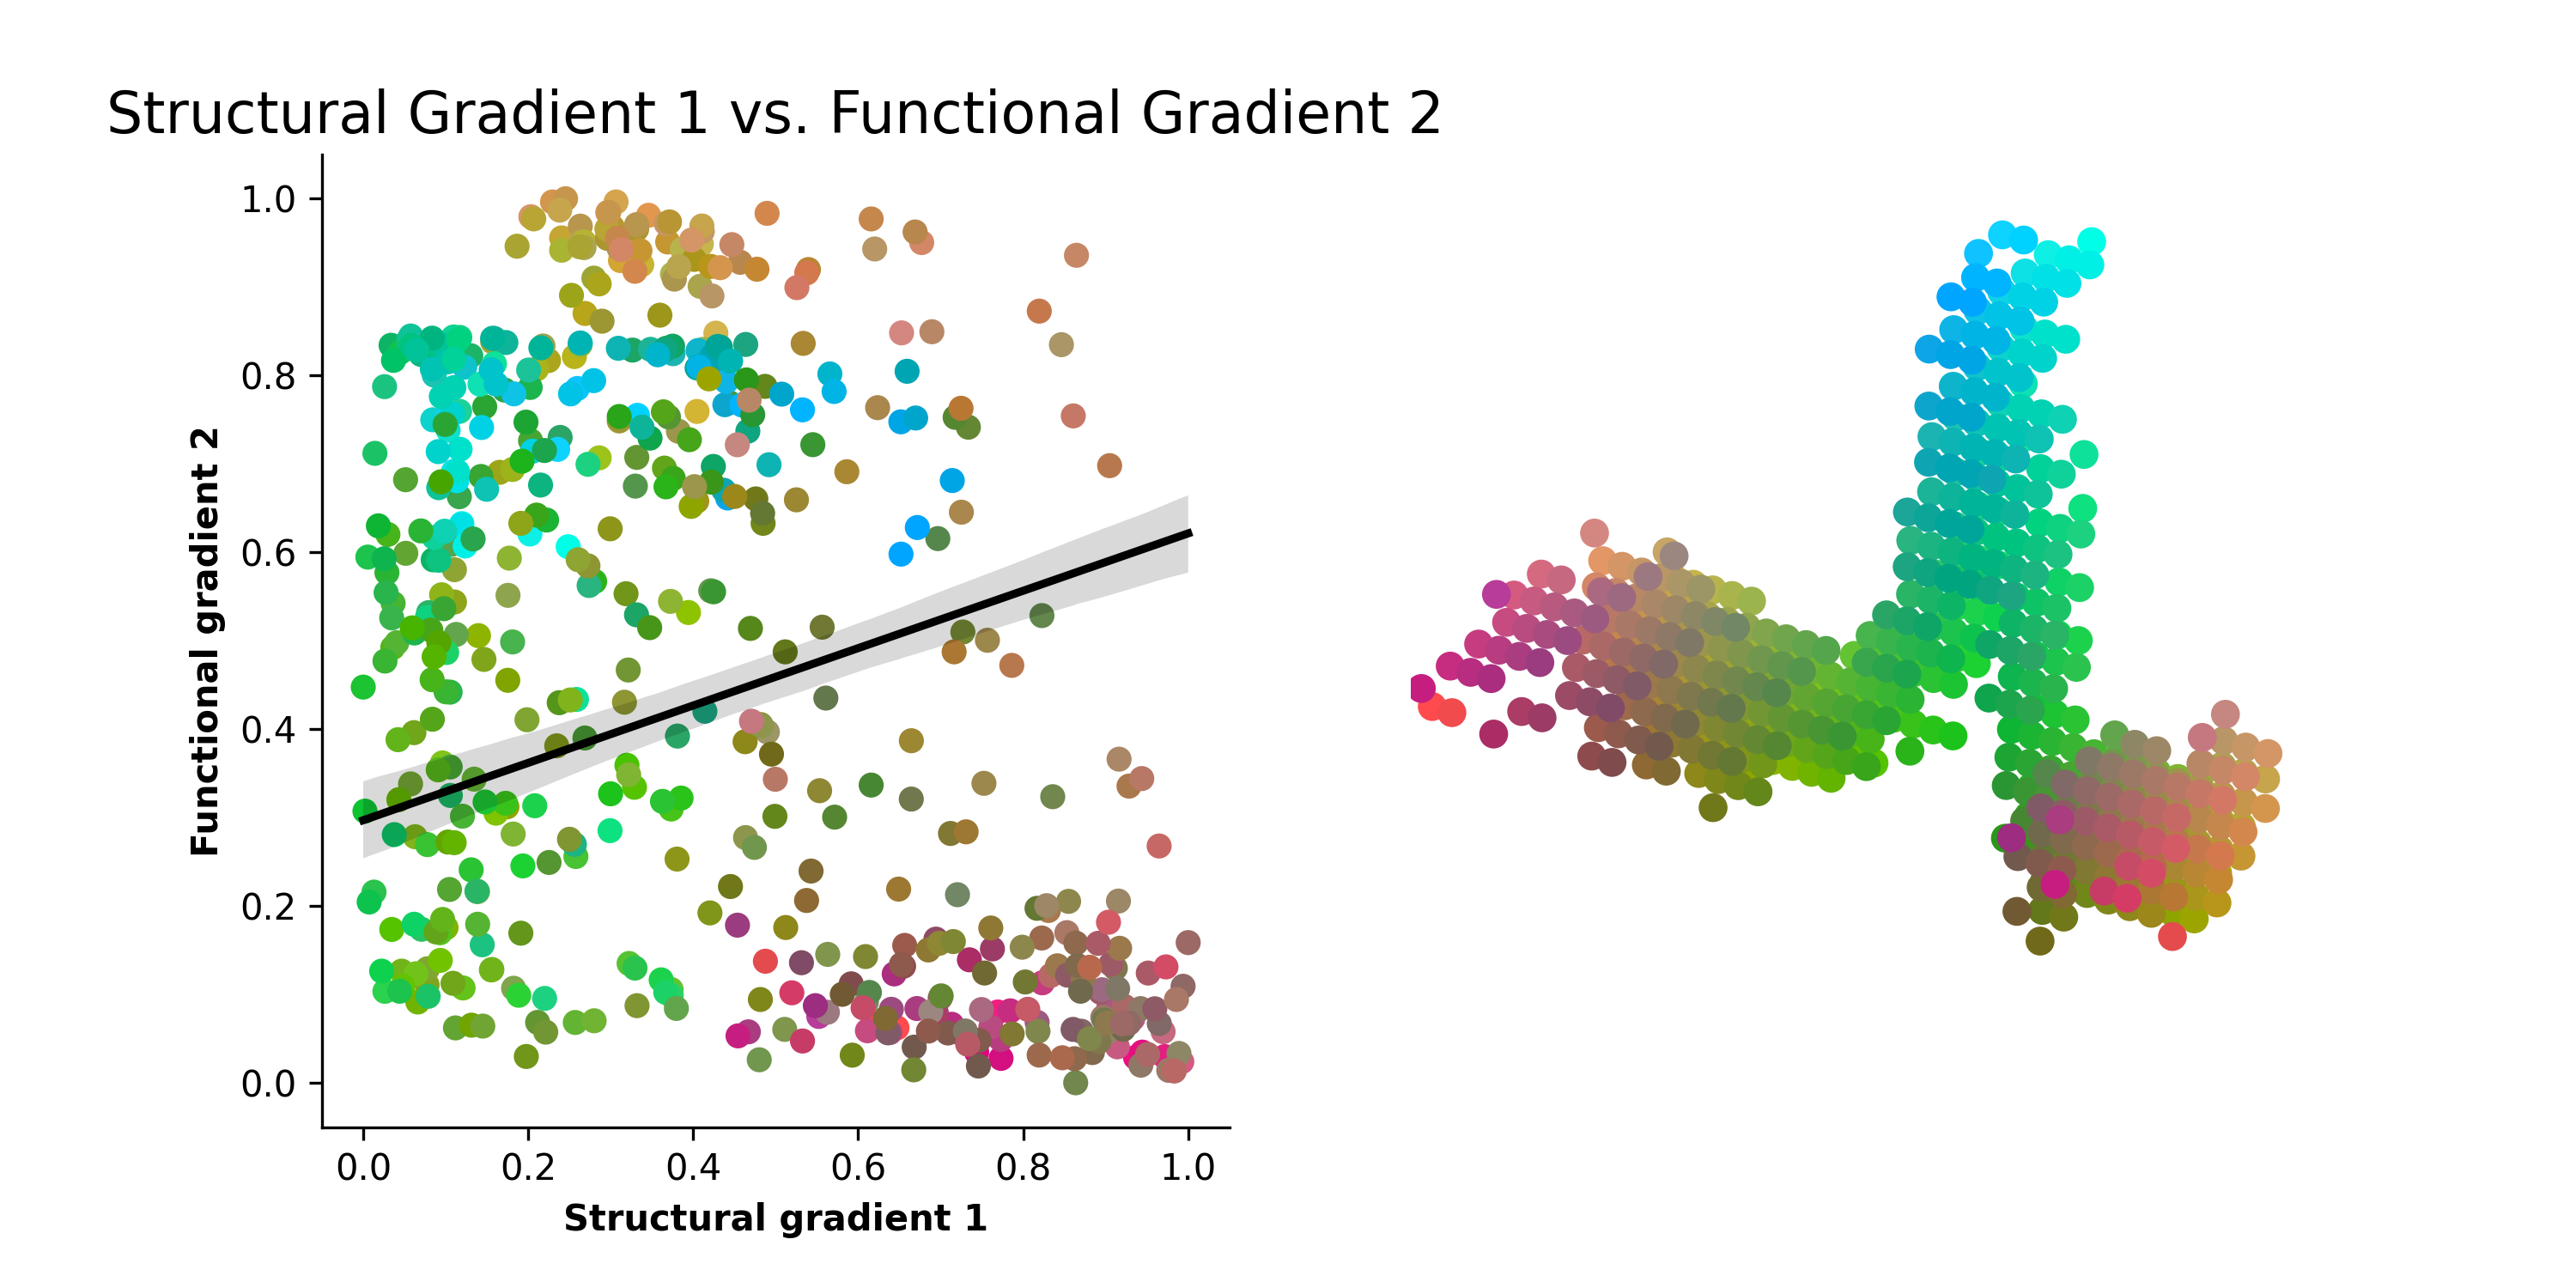 Structural Gradient 1 vs. Functional Gradient 2
1.0
0.8
0.6
0.4
0.2
0.0
Functional gradient 2
0.0 0.2 0.4 0.6 0.8 1.0
Structural gradient 1